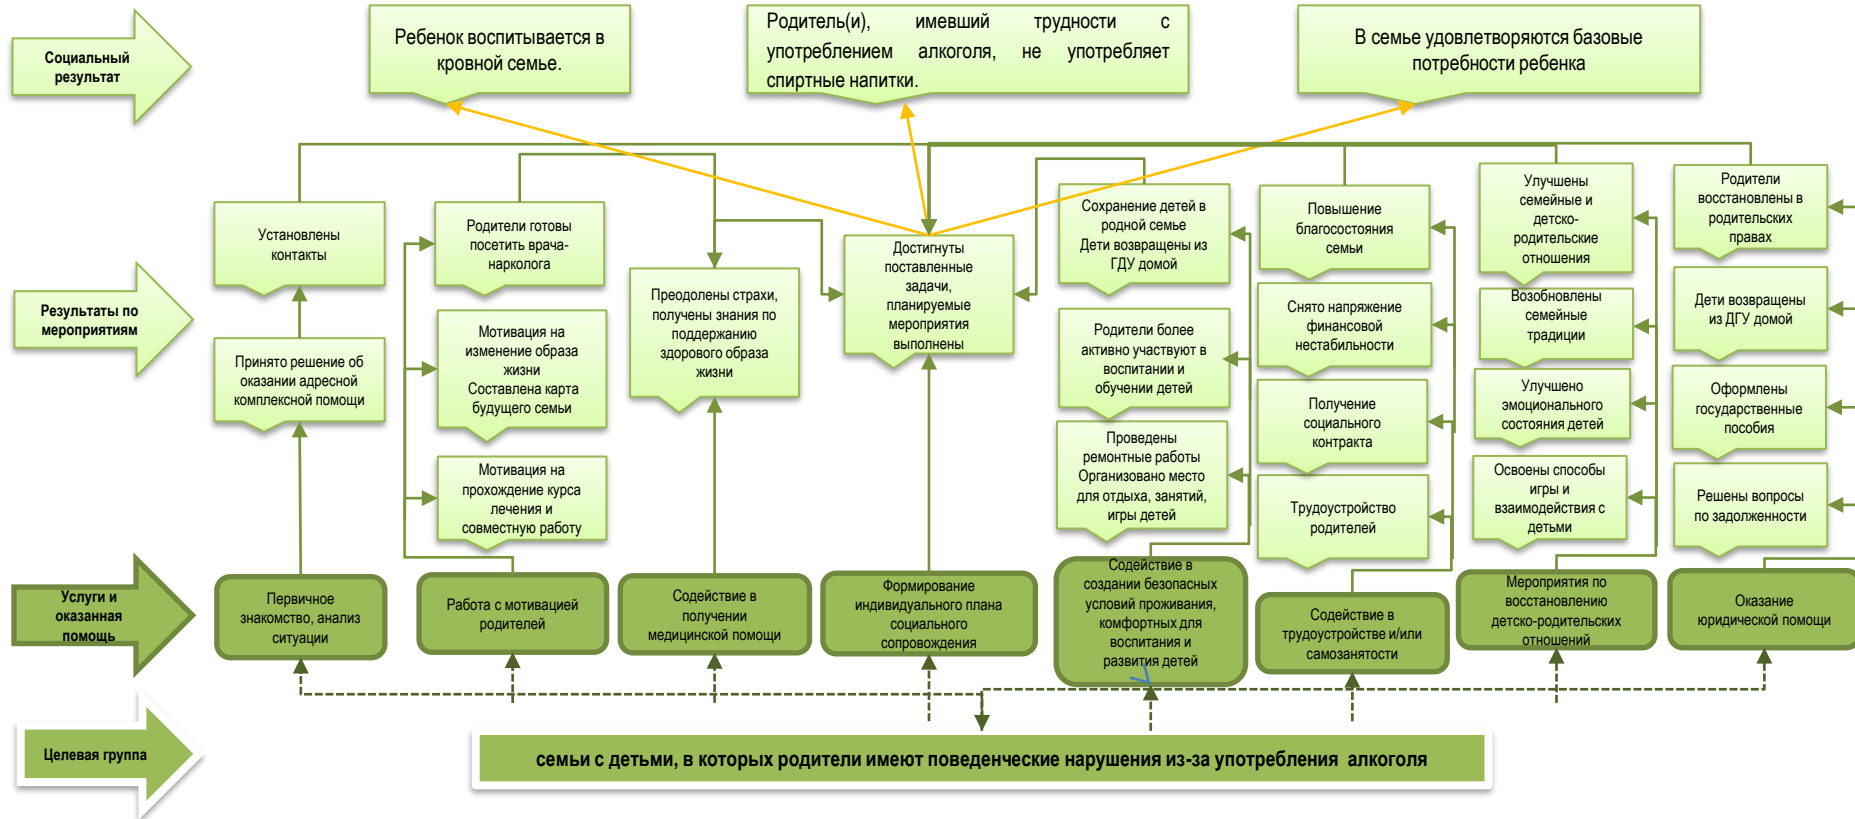 Социальный
результат
Ребенок воспитывается в
кровной семье.
Родитель(и), имевший трудности с
употреблением алкоголя, не употребляет
спиртные напитки.
В семье удовлетворяются базовые
потребности ребенка
Результаты по
мероприятиям
Установлены
контакты
Принято решение об
оказании адресной
комплексной помощи
Родители готовы
посетить врача-
нарколога
Мотивация на
изменение образа
жизни
Составлена карта
будущего семьи
Мотивация на
прохождение курса
лечения и
совместную работу
Преодолены страхи,
получены знания по
поддержанию
здорового образа
жизни
Достигнуты
поставленные
задачи,
планируемые
мероприятия
выполнены
Сохранение детей в
родной семье
Дети возвращены из
ГДУ домой
Родители более
активно участвуют в
воспитании и
обучении детей
Проведены
ремонтные работы
Организовано место
для отдыха, занятий,
игры детей
Повышение
благосостояния
семьи
Снято напряжение
финансовой
нестабильности
Получение
социального
контракта
Трудоустройство
родителей
Улучшены
семейные и
детско-
родительские
отношения
Возобновлены
семейные
традиции
Улучшено
эмоционального
состояния детей
Освоены способы
игры и
взаимодействия с
детьми
Родители
восстановлены в
родительских
правах
Дети возвращены
из ДГУ домой
Оформлены
государственные
пособия
Решены вопросы
по задолженности
Услуги и
оказанная
помощь
Первичное
знакомство, анализ
ситуации
Работа с мотивацией
родителей
Содействие в
получении
медицинской помощи
Формирование
индивидуального плана
социального
сопровождения
Содействие в
создании безопасных
условий проживания,
комфортных для
воспитания и
развития детей
Содействие в
трудоустройстве и/или
самозанятости
Мероприятия по
восстановлению
детско-родительских
отношений
Оказание
юридической помощи
Целевая группа
семьи с детьми, в которых родители имеют поведенческие нарушения из-за употребления алкоголя